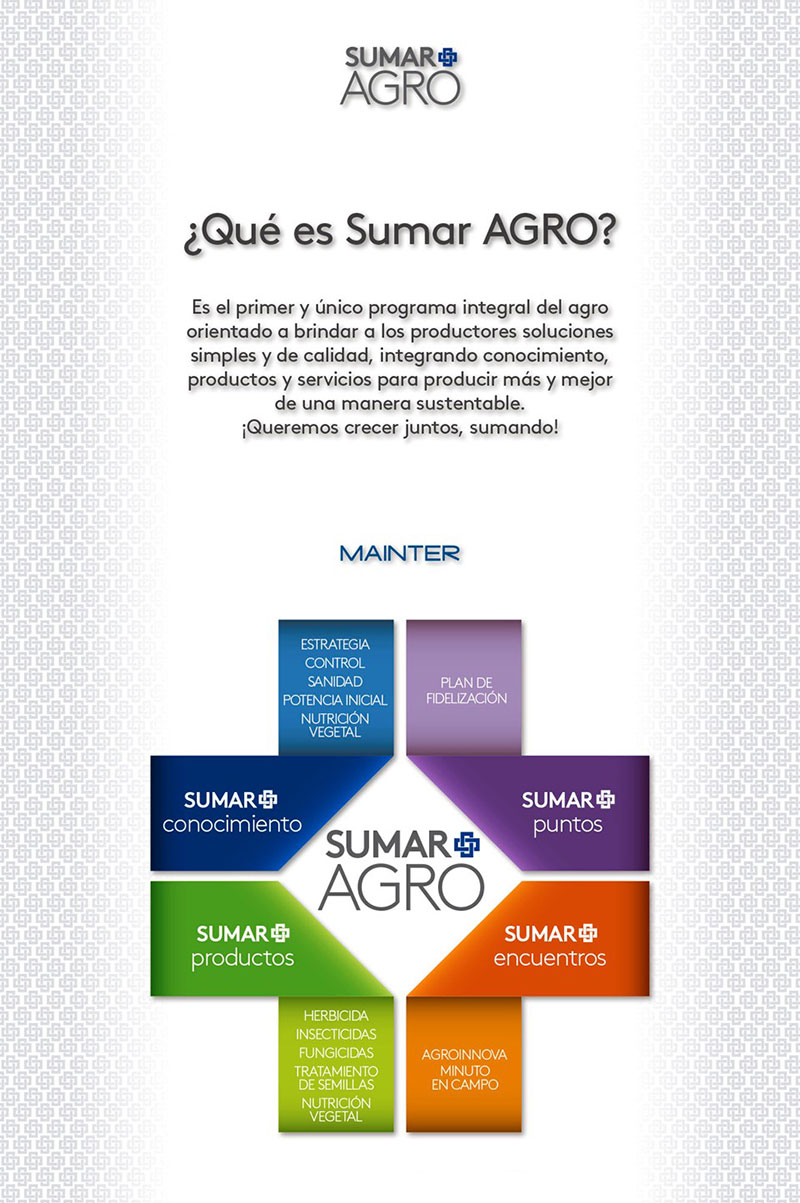 SUMAR
AGRO
¿Qué es Sumar AGRO?
Es el primer y único programa integral del agro
orientado a brindar a los productores soluciones
simples y de calidad, integrando conocimiento,
productos y servicios para producir más y mejor
de una manera sustentable.
¡Queremos crecer juntos, sumando!
MAINTER
ESTRATEGIA
CONTROL
SANIDAD
POTENCIA INICIAL
NUTRICIÓN
VEGETAL
PLAN DE
FIDELIZACIÓN
SUMAR
conocimiento
SUMAR
puntos
SUMAR
AGRO
SUMAR
productos
SUMAR
encuentros
HERBICIDA
INSECTICIDAS
FUNGICIDAS
TRATAMIENTO
DE SEMILLAS
NUTRICIÓN
VEGETAL
AGROINNOVA
MINUTO
EN CAMPO